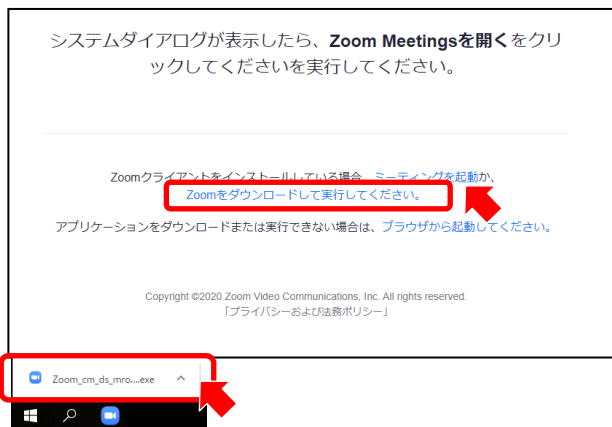 システムダイアログが表示したら、Zoom Meetingsを開くをクリ
ックしてくださいを実行してください。
Zoomクライアントをインストールしている場合、ミーティングを起動か、
Zoomをダウンロードして実行してください。
アプリケーションをダウンロードまたは実行できない場合は、ブラウザから起動してください。
Copyright ©2020 Zoom Video Communications, Inc. All rights reserved.
「プライバシーおよび法務ポリシー」
Zoom_cm_ds_mro....exe